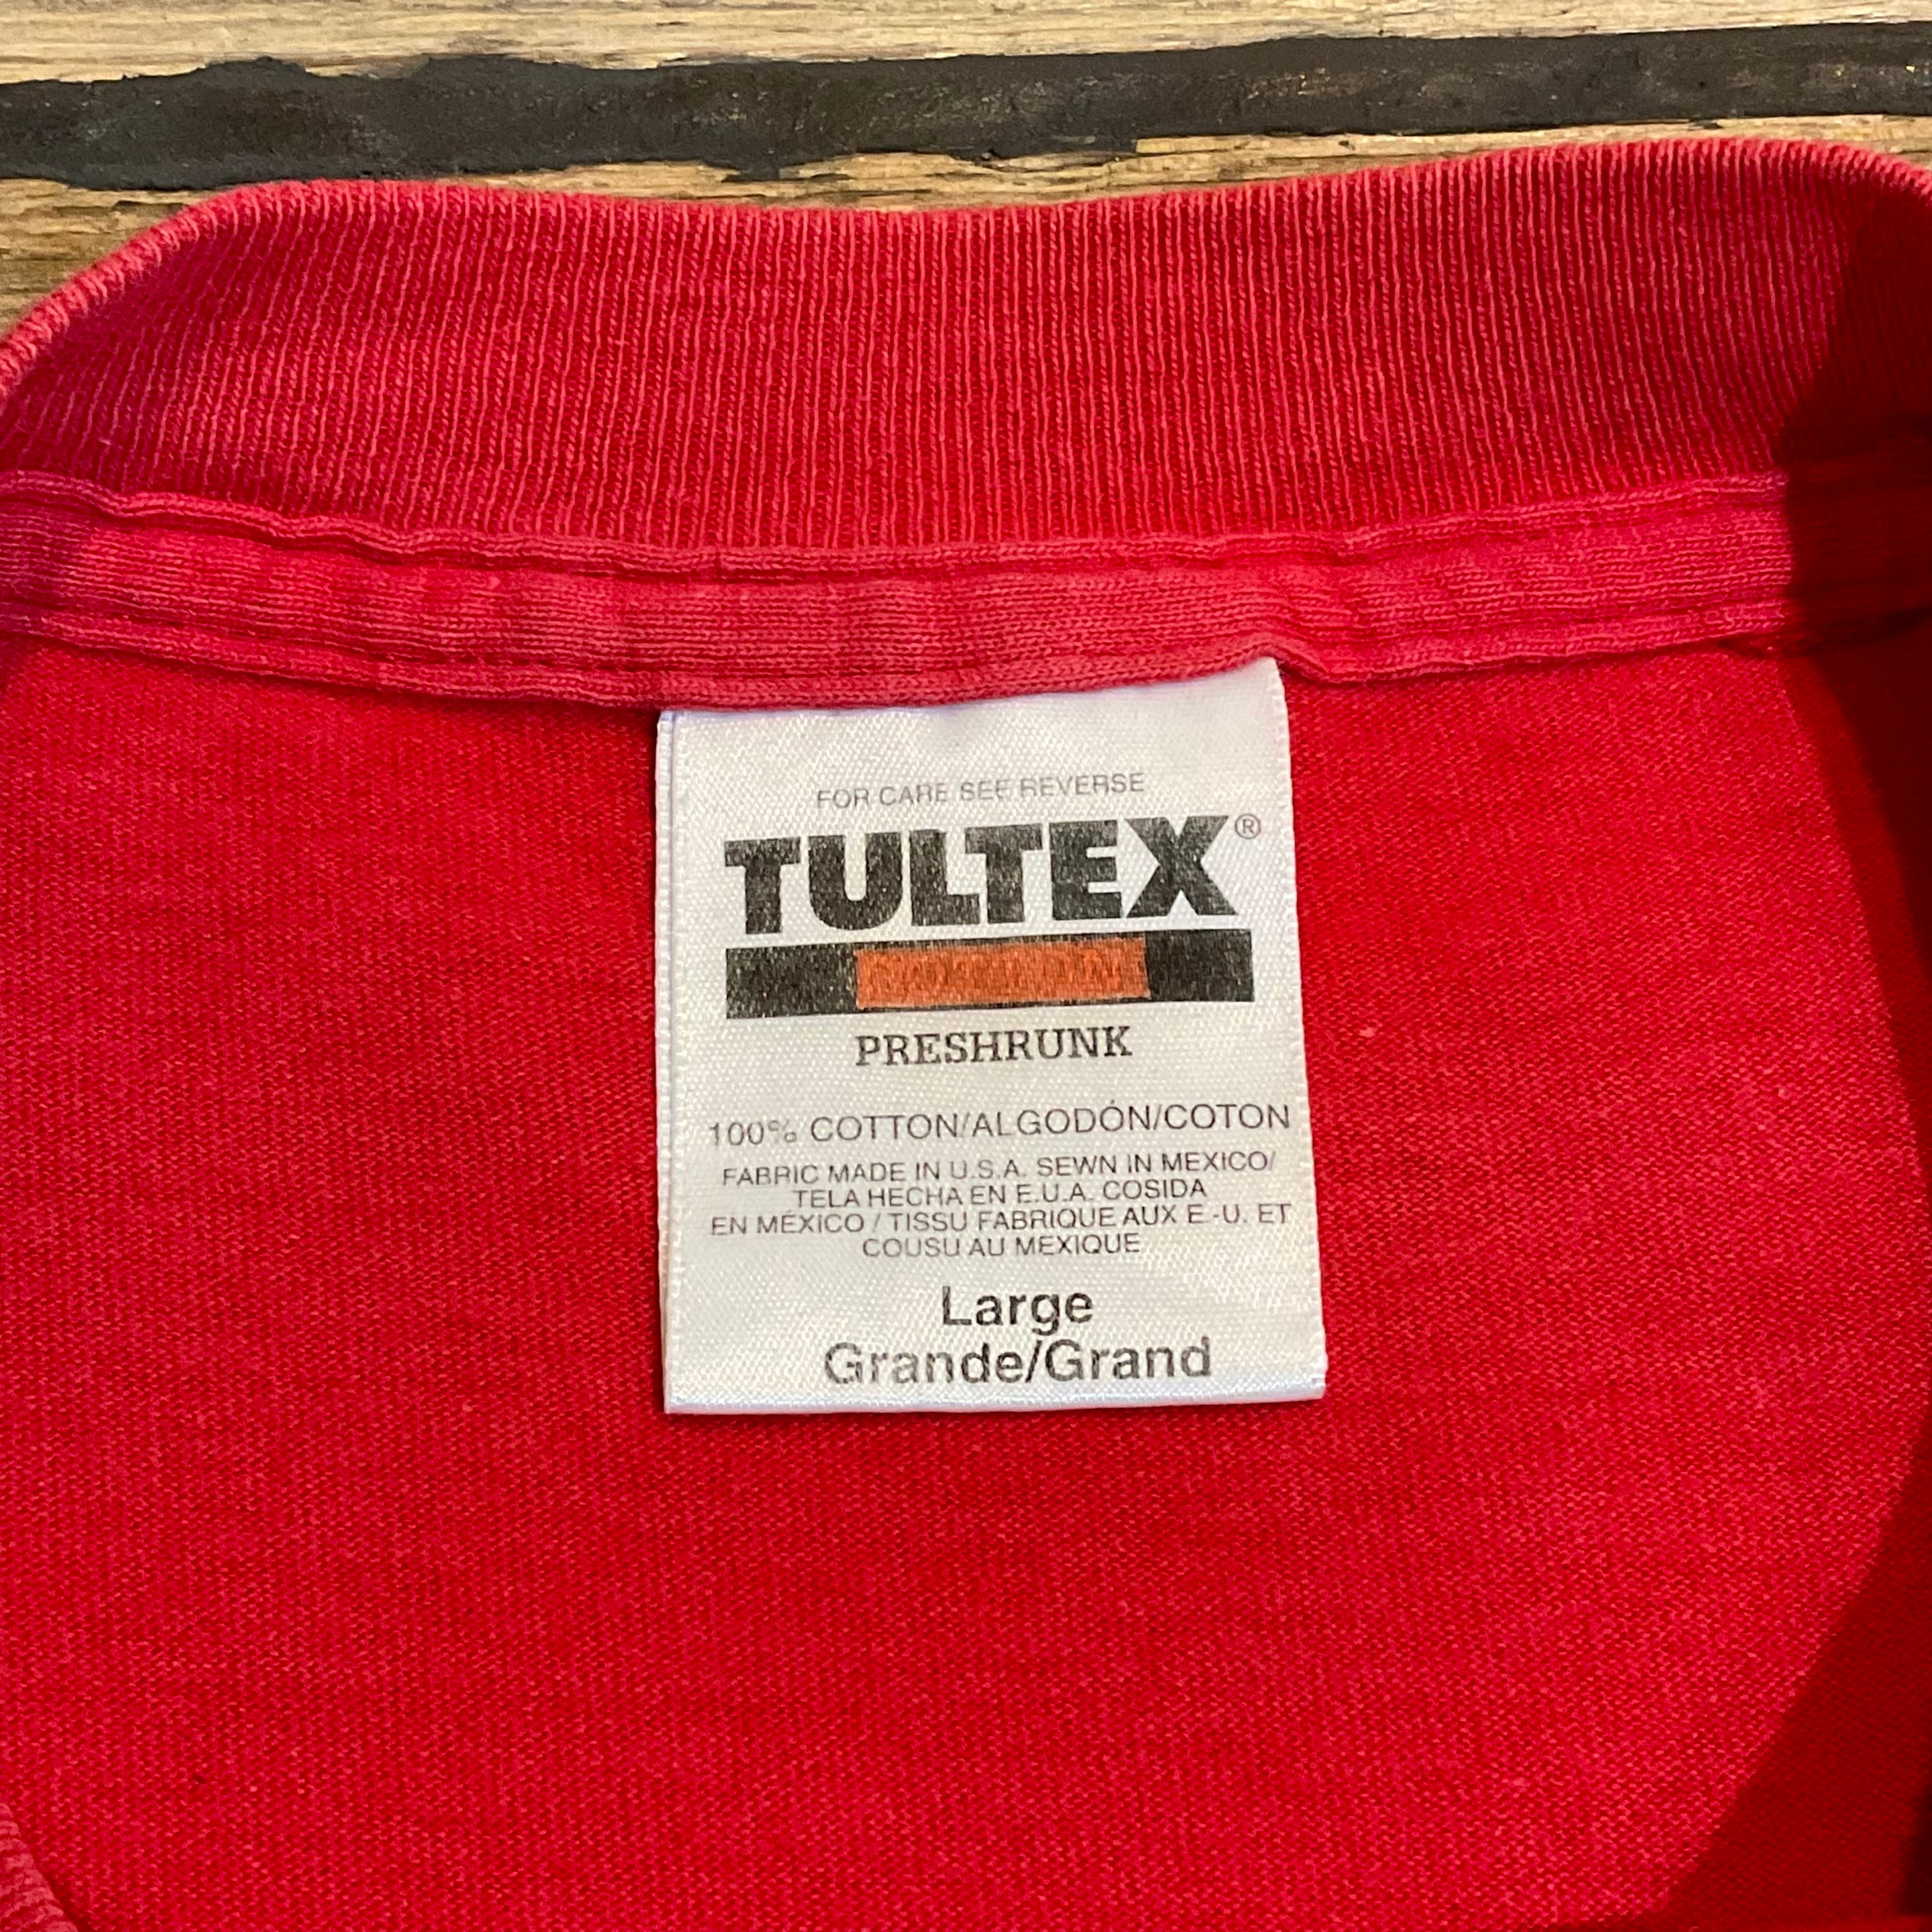 FOR CARE SEE REVERSE
TULTEX®
PRESHRUNK
100% COTTON/ALGODÓN/COTON
FABRIC MADE IN U.S.A. SEWN IN MEXICO/
TELA HECHA EN E.U.A. COSIDA
EN MÉXICO / TISSU FABRIQUE AUX E.-U. ET
COUSU AU MEXIQUE
Large
Grande/Grand